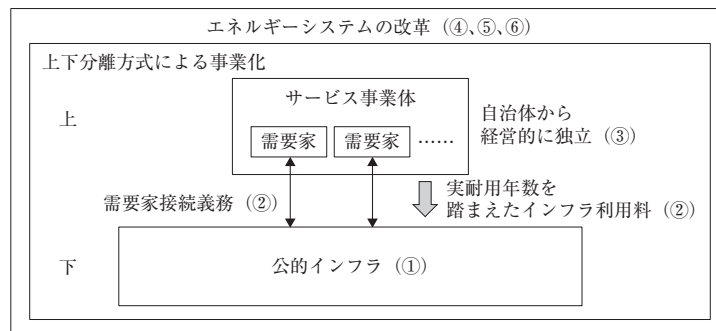 エネルギーシステムの改革（④、⑤、⑥）
上下分離方式による事業化
サービス事業体
上
需要家
需要家
……
自治体から
経営的に独立（③）
需要家接続義務（②）
実耐用年数を
踏まえたインフラ利用料（②）
下
公的インフラ（①）